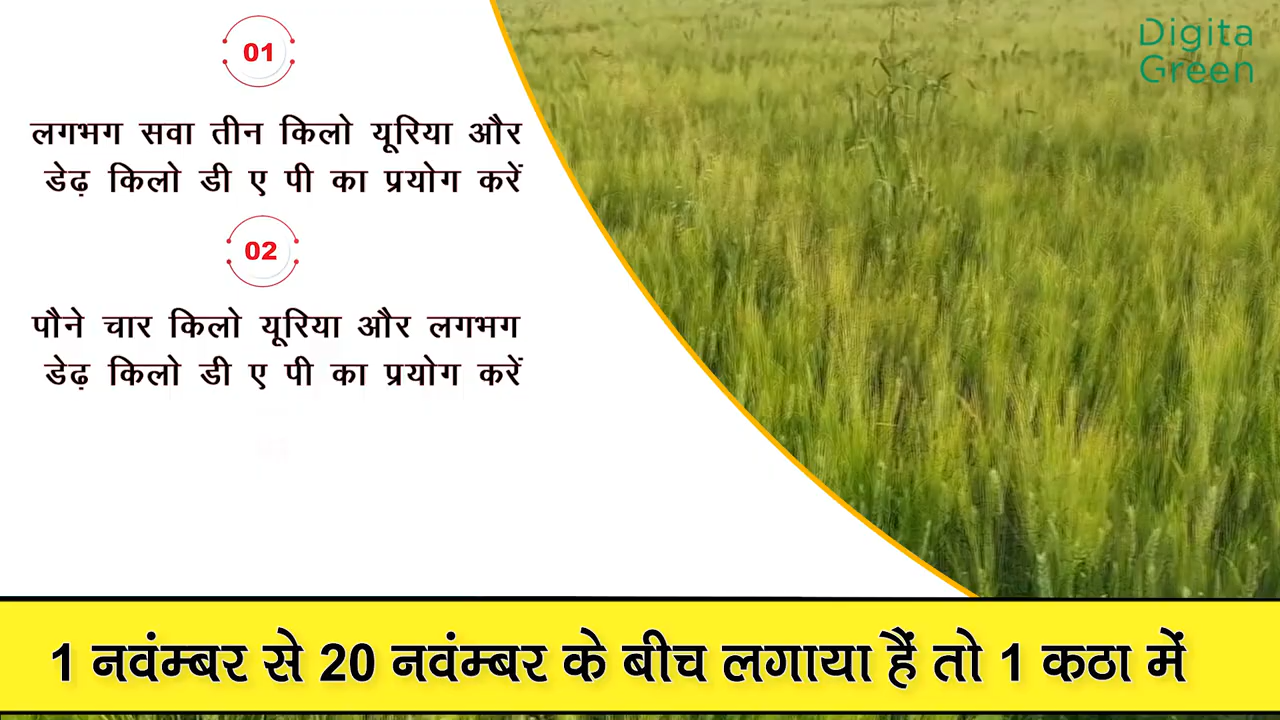 01
लगभग सवा तीन किलो यूरिया और
डेढ़ किलो डी ए पी का प्रयोग करें
02
पौने चार किलो यूरिया और लगभग
डेढ़ किलो डी ए पी का प्रयोग करें
Digita
Green
1 नवंम्बर से 20 नवंम्बर के बीच लगाया हैं तो 1 कठा में